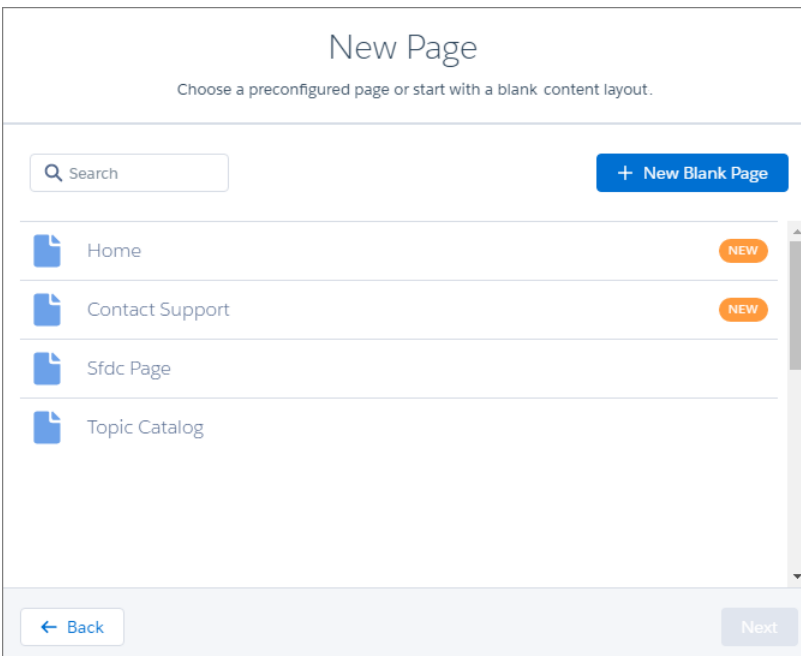 New Page
Choose a preconfigured page or start with a blank content layout.
Search
+ New Blank Page
Home
NEW
Contact Support
NEW
Sfdc Page
Topic Catalog
← Back
Next